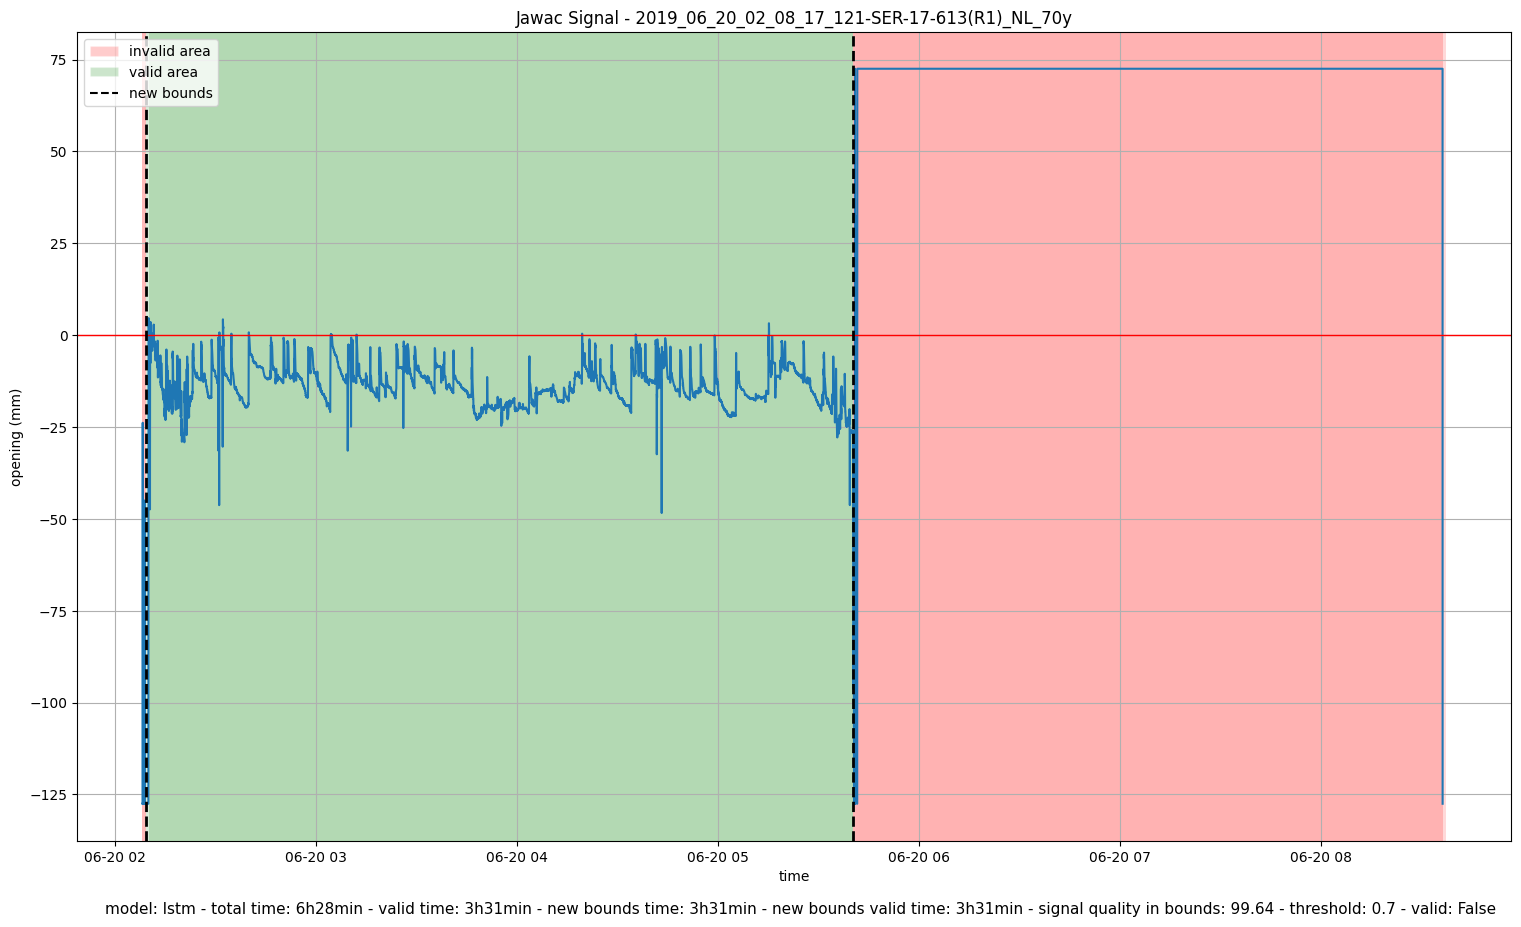 Jawac Signal - 2019_06_20_02_08_17_121-SER-17-613(R1)_NL_70y
invalid area
valid area
new bounds
75
50
25
0
−25
−50
−75
−100
−125
opening (mm)
06-20 02
06-20 03
06-20 04
06-20 05
06-20 06
06-20 07
06-20 08
time
model: lstm - total time: 6h28min - valid time: 3h31min - new bounds time: 3h31min - new bounds valid time: 3h31min - signal quality in bounds: 99.64 - threshold: 0.7 - valid: False